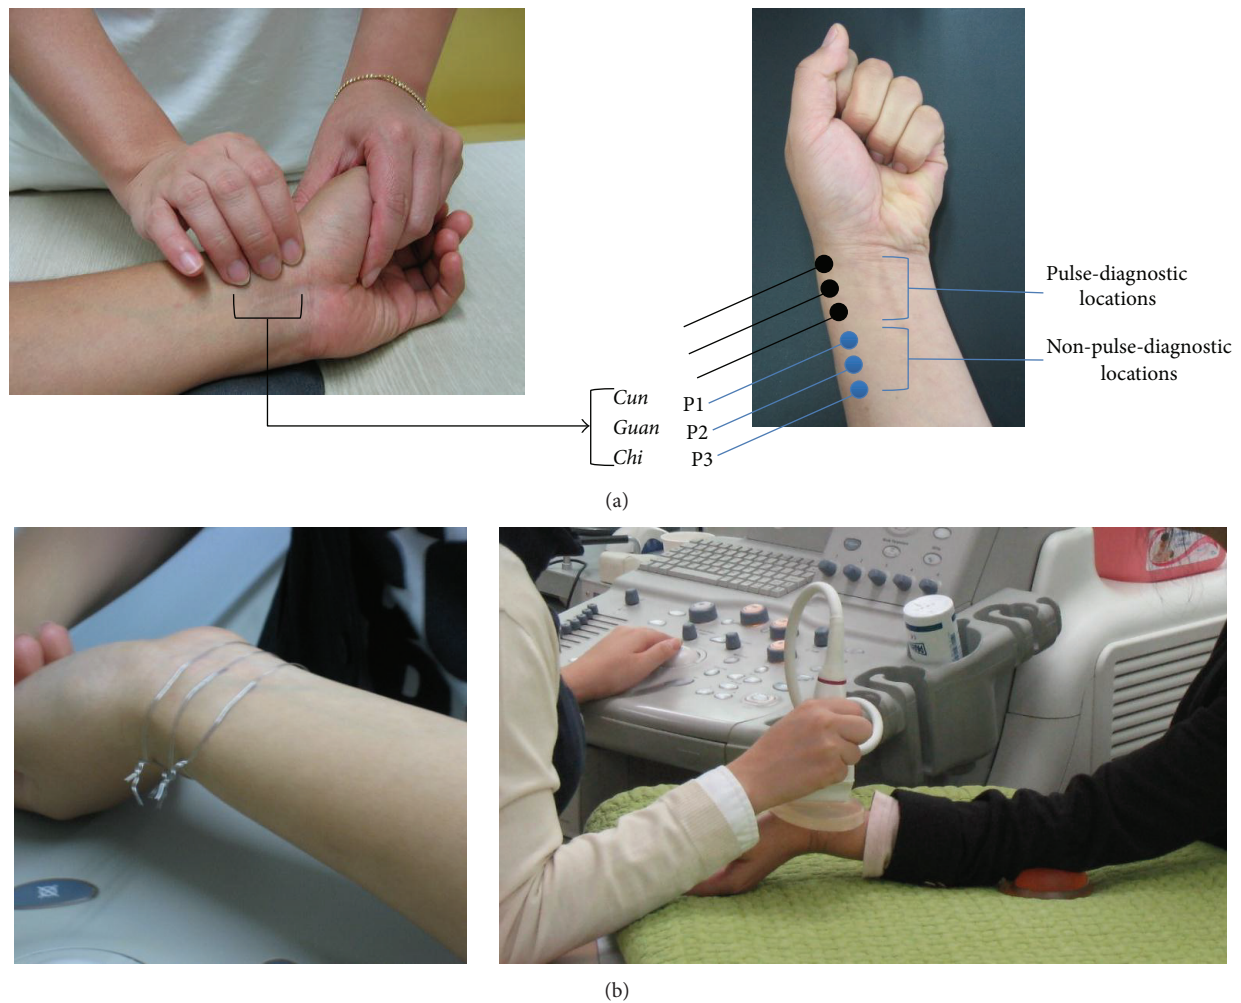 Pulse-diagnostic
locations
Non-pulse-diagnostic
locations
Cun
Guan
Chi
P1
P2
P3
(a)
(b)